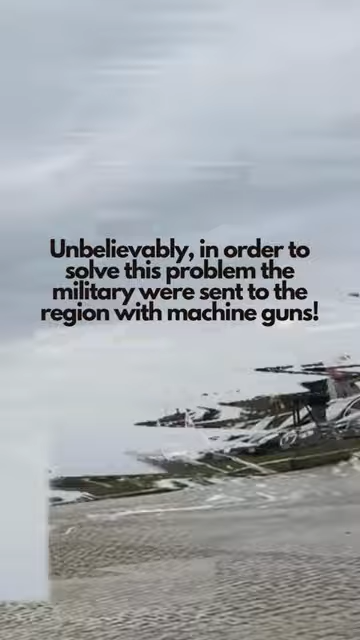 Unbelievably, in order to
solve this problem the
military were sent to the
region with machine guns!